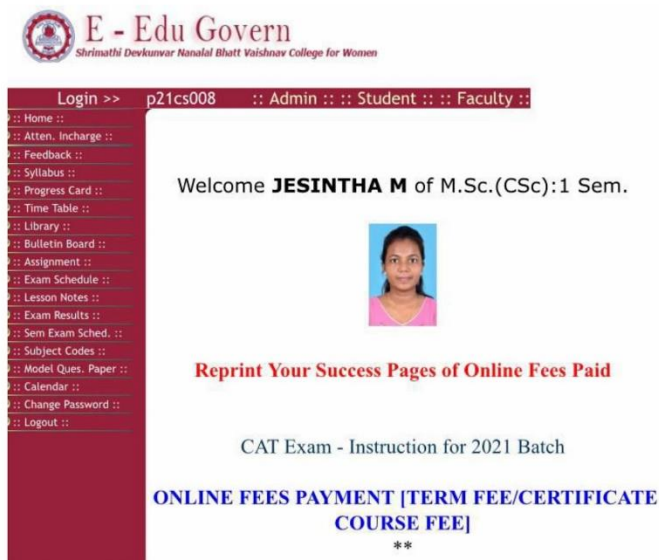 E - Edu Govern
Shrimathi Devkunvar Nanalal Bhatt Vaishnav College for Women
Login >> p21cs008 :: Admin :: :: Student :: :: Faculty ::
:: Home ::
:: Atten. Incharge ::
:: Feedback ::
:: Syllabus ::
:: Progress Card ::
:: Time Table ::
:: Library ::
:: Bulletin Board ::
:: Assignment ::
:: Exam Schedule ::
:: Lesson Notes ::
:: Exam Results ::
:: Sem Exam Sched. ::
:: Subject Codes ::
:: Model Ques. Paper ::
:: Calendar ::
:: Change Password ::
:: Logout ::
Welcome JESINTHA M of M.Sc.(CSc):1 Sem.
Reprint Your Success Pages of Online Fees Paid
CAT Exam - Instruction for 2021 Batch
ONLINE FEES PAYMENT [TERM FEE/CERTIFICATE
COURSE FEE]
**